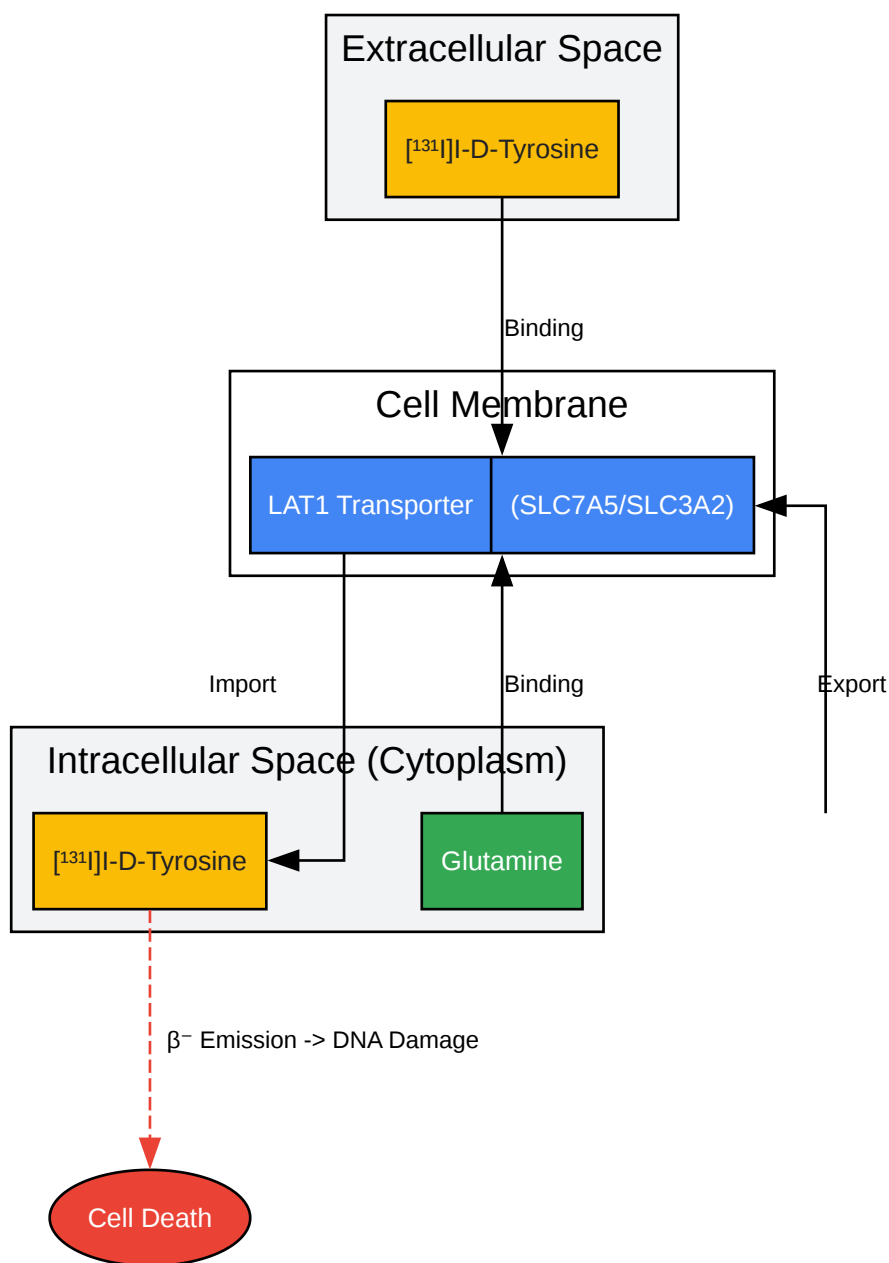 Extracellular Space
[¹³¹I]I-D-Tyrosine
Binding
Cell Membrane
LAT1 Transporter
(SLC7A5/SLC3A2)
Import
Binding
Export
Intracellular Space (Cytoplasm)
[¹³¹I]I-D-Tyrosine
Glutamine
β⁻ Emission -> DNA Damage
Cell Death